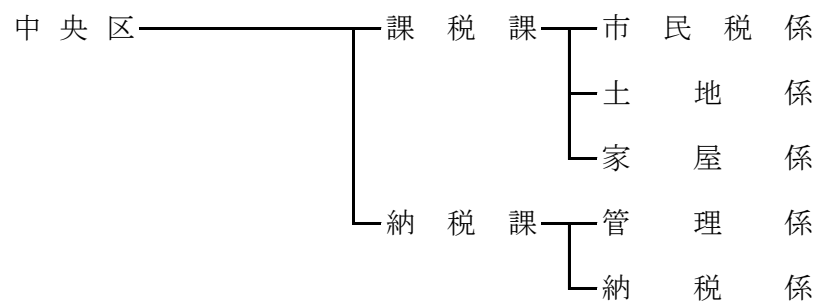 中央区 課税課 市民税係
土地係
家屋係
納税課 管理係
納税係